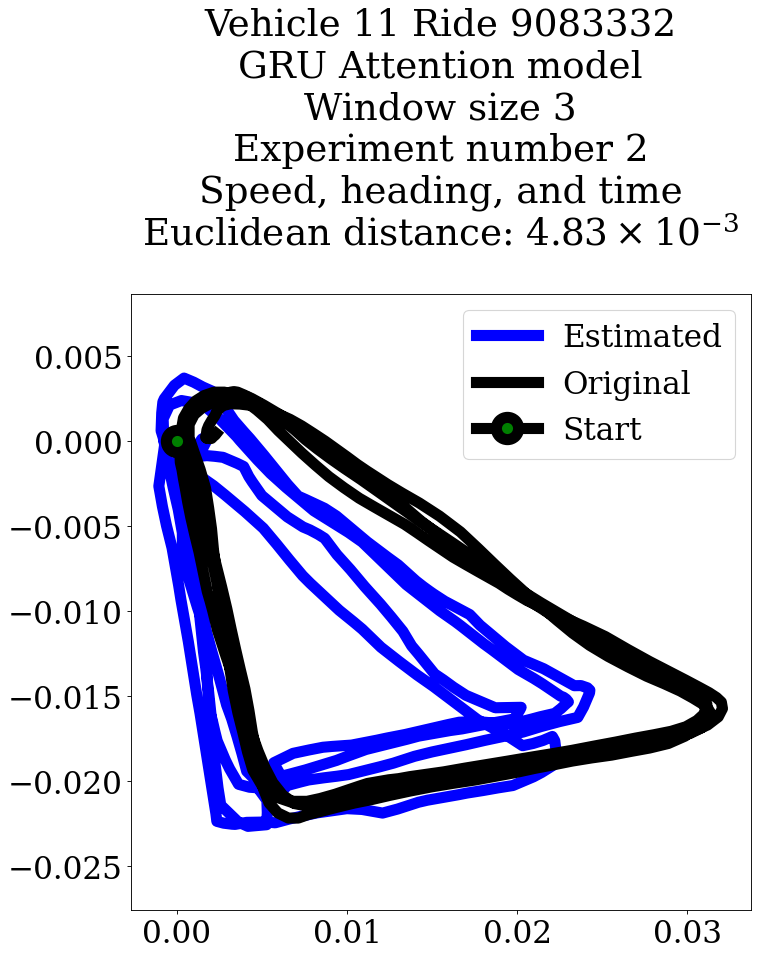 Vehicle 11 Ride 9083332
GRU Attention model
Window size 3
Experiment number 2
Speed, heading, and time
Euclidean distance: 4.83 × 10⁻³
Estimated
Original
Start
0.005
0.000
−0.005
−0.010
−0.015
−0.020
−0.025
0.00 0.01 0.02 0.03